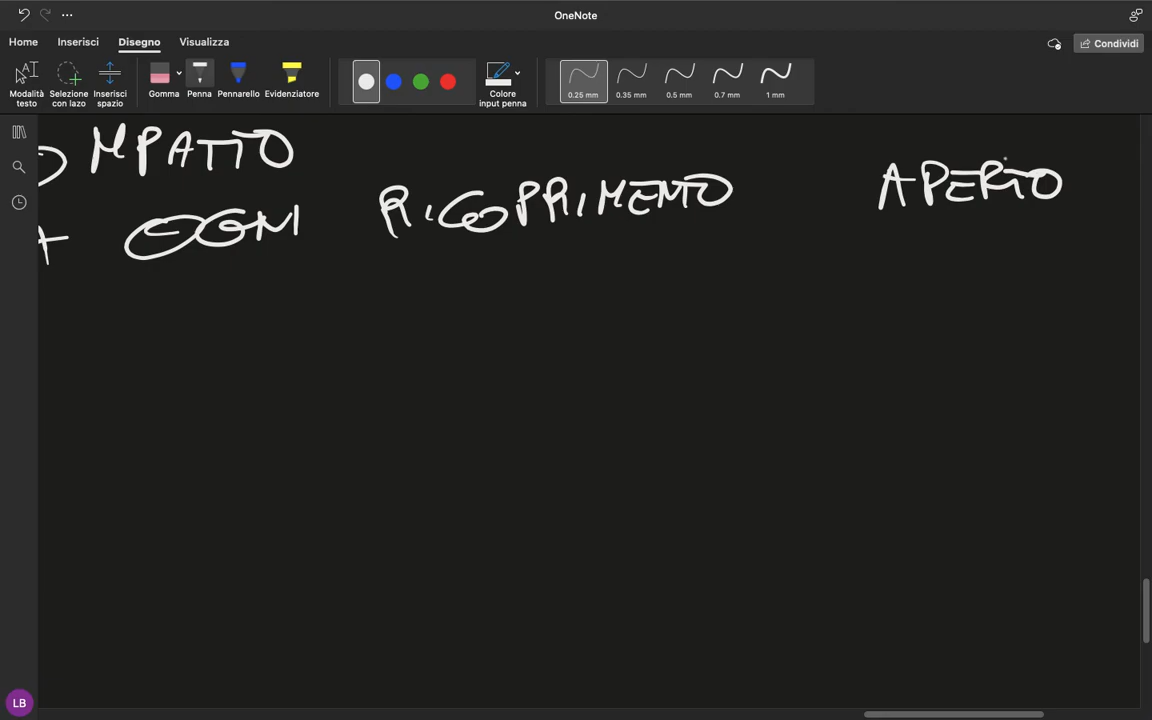 OneNote
Home Inserisci Disegno Visualizza
Condividi
Modalità testo
Selezione con lazo
Inserisci spazio
Gomma
Penna
Pennarello
Evidenziatore
Colore input penna
0.25 mm 0.35 mm 0.5 mm 0.7 mm 1 mm
MPATTO
OGNI RICOPRIMENTO APERTO
LB